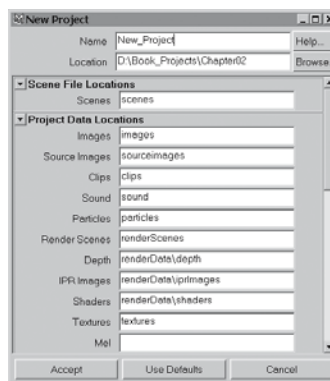 New Project
Name New_Project Help...
Location D:\Book_Projects\Chapter02 Browse
Scene File Locations
Scenes scenes
Project Data Locations
Images images
Source Images sourceimages
Clips clips
Sound sound
Particles particles
Render Scenes renderScenes
Depth renderData\depth
IPR Images renderData\iprImages
Shaders renderData\shaders
Textures textures
Mel
Accept Use Defaults Cancel